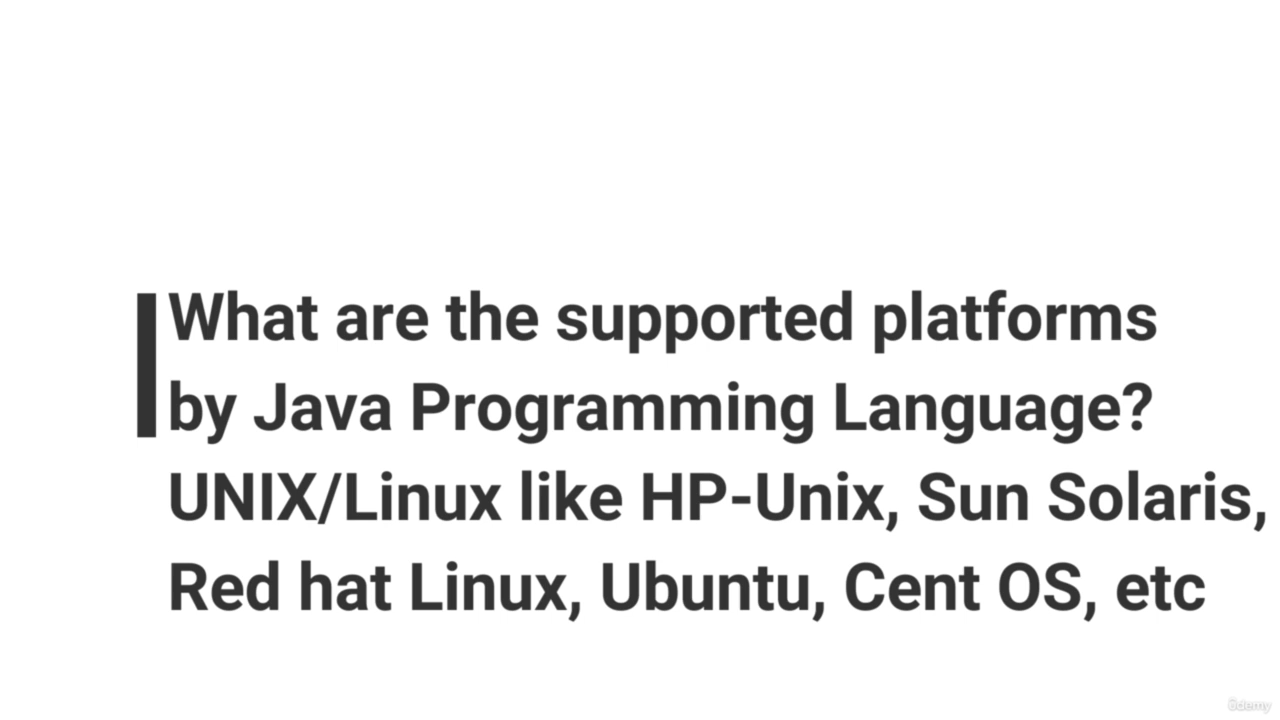 What are the supported platforms
by Java Programming Language?
UNIX/Linux like HP-Unix, Sun Solaris,
Red hat Linux, Ubuntu, Cent OS, etc
ûdemy